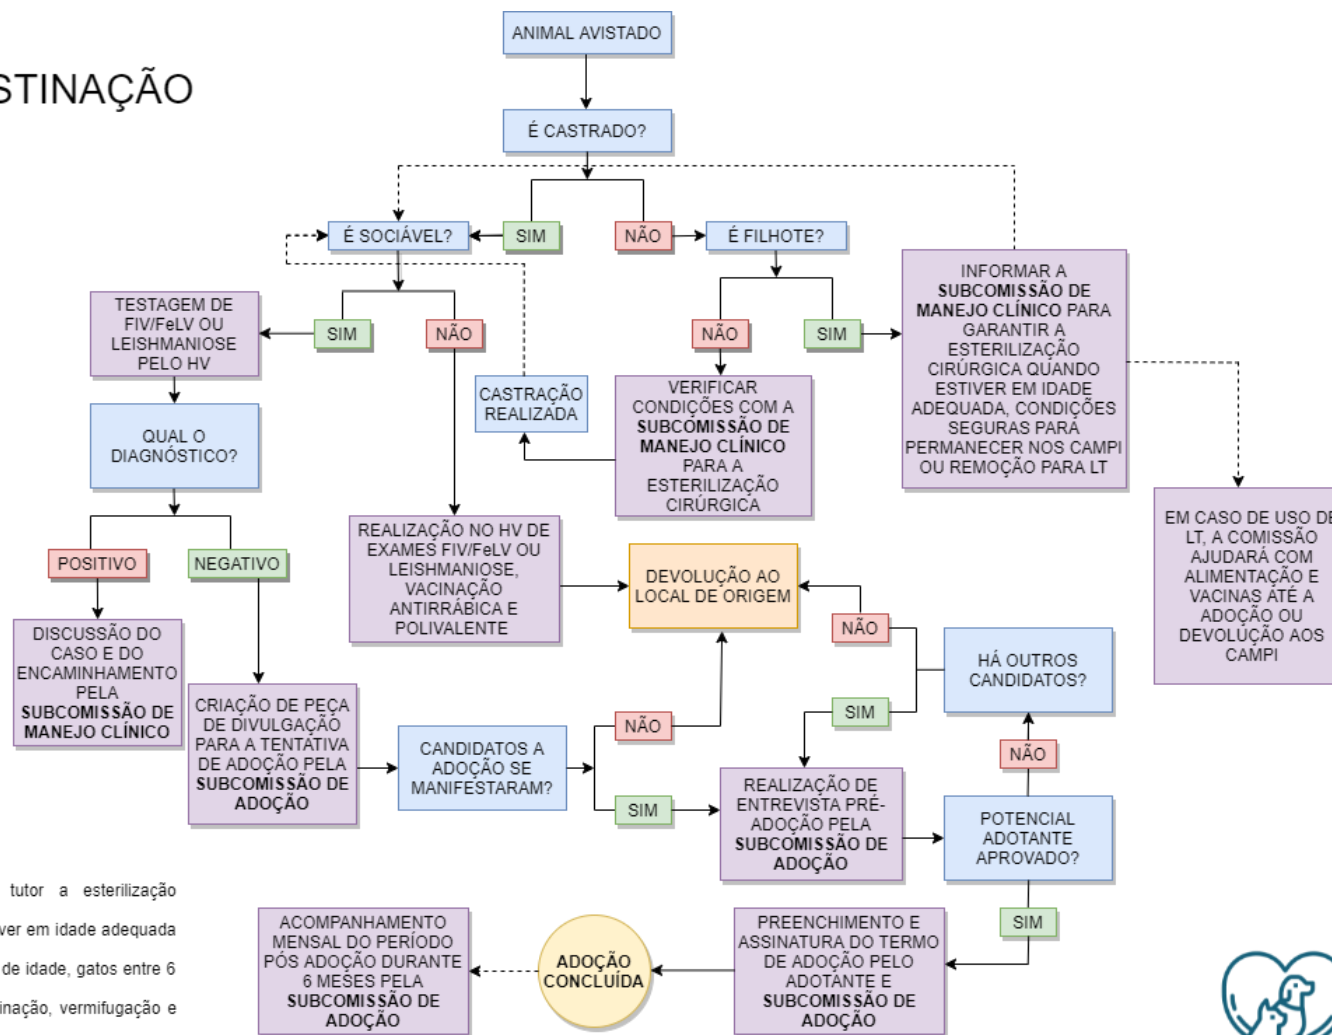 ANIMAL AVISTADO
STINAÇÃO
É CASTRADO?
É SOCIÁVEL?
SIM
NÃO
É FILHOTE?
INFORMAR A
SUBCOMISSÃO DE
MANEJO CLÍNICO PARA
GARANTIR A
ESTERILIZAÇÃO
CIRÚRGICA QUANDO
ESTIVER EM IDADE
ADEQUADA, CONDIÇÕES
SEGURAS PARA
PERMANECER NOS CAMPI
OU REMOÇÃO PARA LT
TESTAGEM DE
FIV/FeLV OU
LEISHMANIOSE
PELO HV
SIM
NÃO
NÃO
SIM
CASTRAÇÃO
REALIZADA
VERIFICAR
CONDIÇÕES COM A
SUBCOMISSÃO DE
MANEJO CLÍNICO
PARA A
ESTERILIZAÇÃO
CIRÚRGICA
QUAL O
DIAGNÓSTICO?
EM CASO DE USO DE
LT, A COMISSÃO
AJUDARÁ COM
ALIMENTAÇÃO E
VACINAS ATÉ A
ADOÇÃO OU
DEVOLUÇÃO AOS
CAMPI
POSITIVO
NEGATIVO
REALIZAÇÃO NO HV DE
EXAMES FIV/FeLV OU
LEISHMANIOSE,
VACINAÇÃO
ANTIRRÁBICA E
POLIVALENTE
DEVOLUÇÃO AO
LOCAL DE ORIGEM
NÃO
HÁ OUTROS
CANDIDATOS?
DISCUSSÃO DO
CASO E DO
ENCAMINHAMENTO
PELA
SUBCOMISSÃO DE
MANEJO CLÍNICO
CRIAÇÃO DE PEÇA
DE DIVULGAÇÃO
PARA A TENTATIVA
DE ADOÇÃO PELA
SUBCOMISSÃO DE
ADOÇÃO
CANDIDATOS A
ADOÇÃO SE
MANIFESTARAM?
NÃO
SIM
SIM
NÃO
REALIZAÇÃO DE
ENTREVISTA PRÉ-
ADOÇÃO PELA
SUBCOMISSÃO DE
ADOÇÃO
POTENCIAL
ADOTANTE
APROVADO?
SIM
tutor a esterilização
ver em idade adequada
de idade, gatos entre 6
inação, vermifugação e
ACOMPANHAMENTO
MENSAL DO PERÍODO
PÓS ADOÇÃO DURANTE
6 MESES PELA
SUBCOMISSÃO DE
ADOÇÃO
ADOÇÃO
CONCLUÍDA
PREENCHIMENTO E
ASSINATURA DO TERMO
DE ADOÇÃO PELO
ADOTANTE E
SUBCOMISSÃO DE
ADOÇÃO